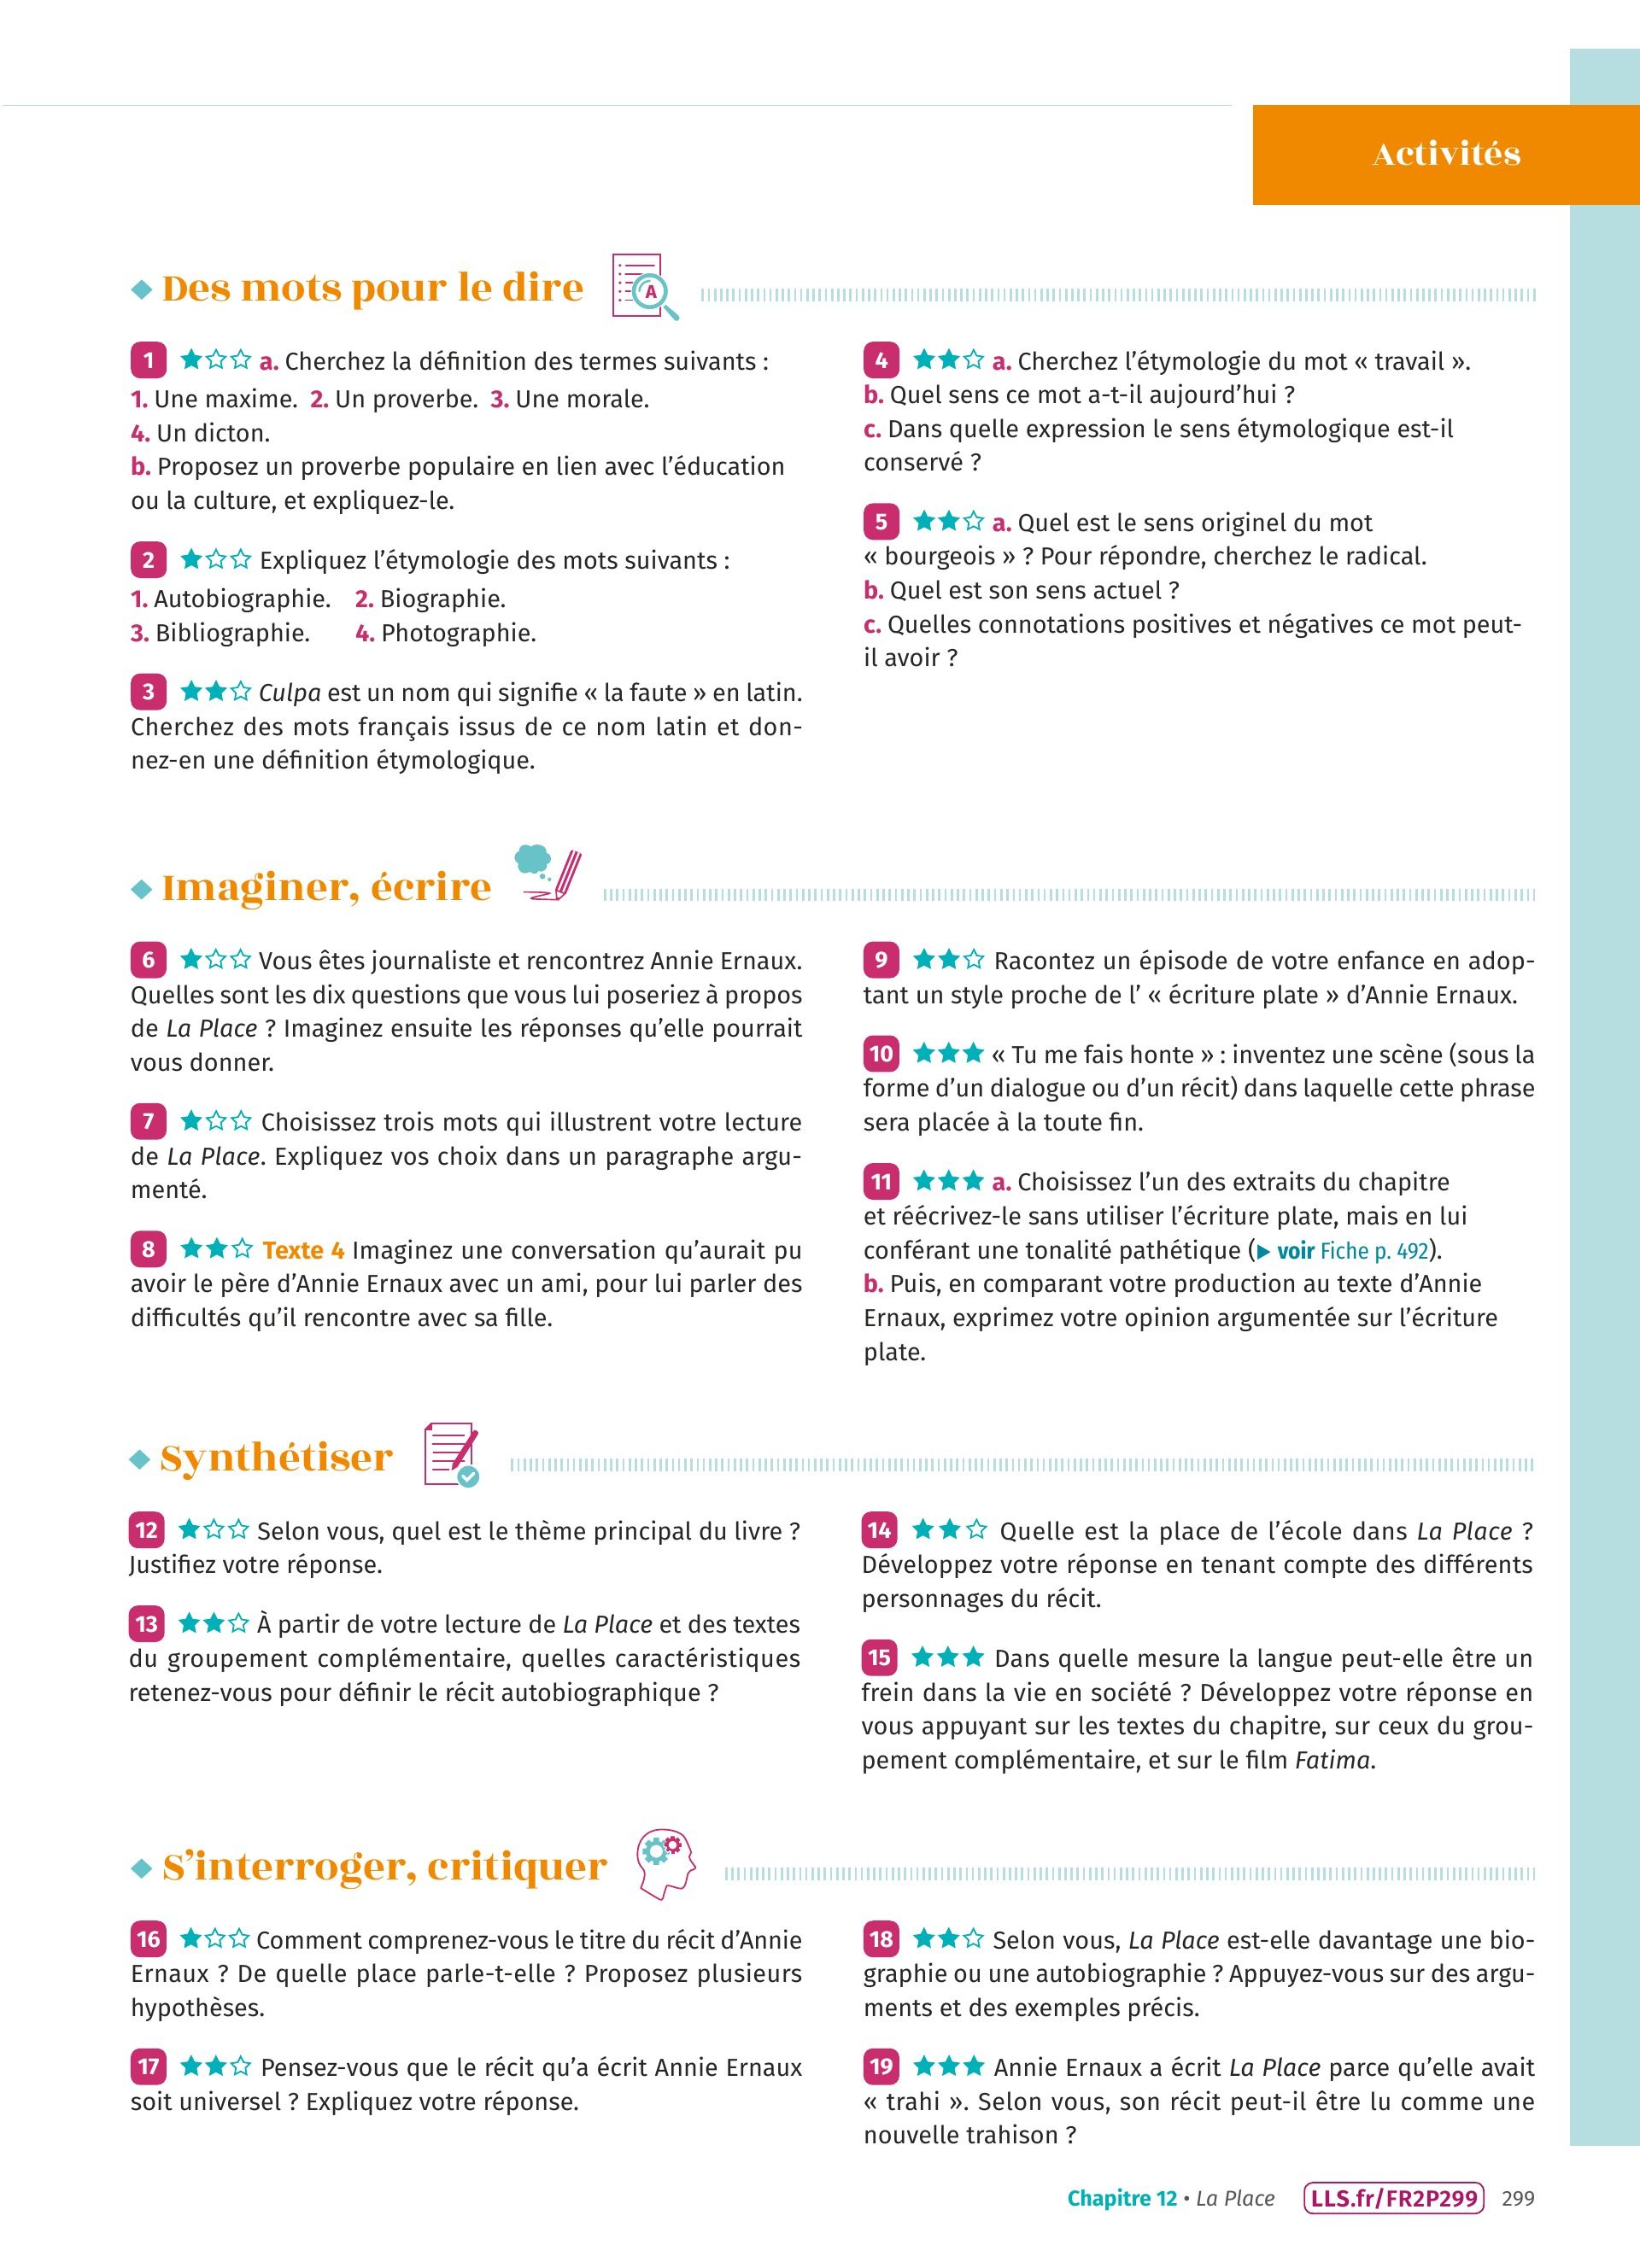 Activités
Des mots pour le dire
A
1 a. Cherchez la définition des termes suivants :
1. Une maxime. 2. Un proverbe. 3. Une morale.
4. Un dicton.
b. Proposez un proverbe populaire en lien avec l’éducation
ou la culture, et expliquez-le.
2 Expliquez l’étymologie des mots suivants :
1. Autobiographie. 2. Biographie.
3. Bibliographie. 4. Photographie.
3 Culpa est un nom qui signifie « la faute » en latin.
Cherchez des mots français issus de ce nom latin et don-
nez-en une définition étymologique.
4 a. Cherchez l’étymologie du mot « travail ».
b. Quel sens ce mot a-t-il aujourd’hui ?
c. Dans quelle expression le sens étymologique est-il
conservé ?
5 a. Quel est le sens originel du mot
« bourgeois » ? Pour répondre, cherchez le radical.
b. Quel est son sens actuel ?
c. Quelles connotations positives et négatives ce mot peut-
il avoir ?
Imaginer, écrire
6 Vous êtes journaliste et rencontrez Annie Ernaux.
Quelles sont les dix questions que vous lui poseriez à propos
de La Place ? Imaginez ensuite les réponses qu’elle pourrait
vous donner.
7 Choisissez trois mots qui illustrent votre lecture
de La Place. Expliquez vos choix dans un paragraphe argu-
menté.
8 Texte 4 Imaginez une conversation qu’aurait pu
avoir le père d’Annie Ernaux avec un ami, pour lui parler des
difficultés qu’il rencontre avec sa fille.
9 Racontez un épisode de votre enfance en adop-
tant un style proche de l’ « écriture plate » d’Annie Ernaux.
10 « Tu me fais honte » : inventez une scène (sous la
forme d’un dialogue ou d’un récit) dans laquelle cette phrase
sera placée à la toute fin.
11 a. Choisissez l’un des extraits du chapitre
et réécrivez-le sans utiliser l’écriture plate, mais en lui
conférant une tonalité pathétique (▶ voir Fiche p. 492).
b. Puis, en comparant votre production au texte d’Annie
Ernaux, exprimez votre opinion argumentée sur l’écriture
plate.
Synthétiser
12 Selon vous, quel est le thème principal du livre ?
Justifiez votre réponse.
13 À partir de votre lecture de La Place et des textes
du groupement complémentaire, quelles caractéristiques
retenez-vous pour définir le récit autobiographique ?
14 Quelle est la place de l’école dans La Place ?
Développez votre réponse en tenant compte des différents
personnages du récit.
15 Dans quelle mesure la langue peut-elle être un
frein dans la vie en société ? Développez votre réponse en
vous appuyant sur les textes du chapitre, sur ceux du grou-
pement complémentaire, et sur le film Fatima.
S’interroger, critiquer
16 Comment comprenez-vous le titre du récit d’Annie
Ernaux ? De quelle place parle-t-elle ? Proposez plusieurs
hypothèses.
17 Pensez-vous que le récit qu’a écrit Annie Ernaux
soit universel ? Expliquez votre réponse.
18 Selon vous, La Place est-elle davantage une bio-
graphie ou une autobiographie ? Appuyez-vous sur des argu-
ments et des exemples précis.
19 Annie Ernaux a écrit La Place parce qu’elle avait
« trahi ». Selon vous, son récit peut-il être lu comme une
nouvelle trahison ?
Chapitre 12 • La Place LLS.fr/FR2P299 299